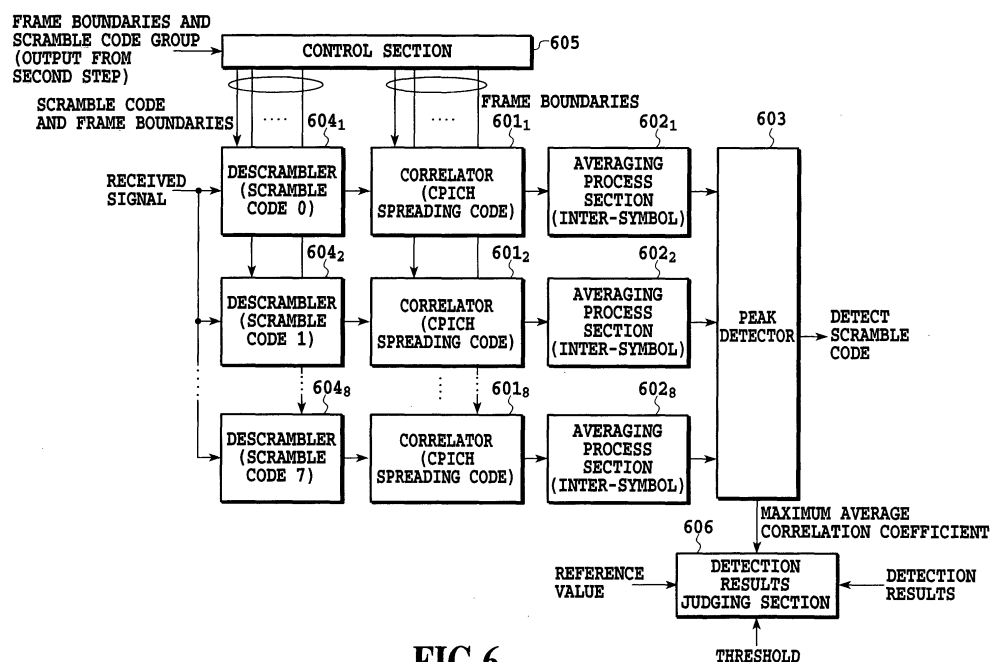 FRAME BOUNDARIES AND
SCRAMBLE CODE GROUP
(OUTPUT FROM
SECOND STEP)
CONTROL SECTION
605
SCRAMBLE CODE
AND FRAME BOUNDARIES
....
....
FRAME BOUNDARIES
604₁
601₁
602₁
603
RECEIVED
SIGNAL
DESCRAMBLER
(SCRAMBLE
CODE 0)
CORRELATOR
(CPICH
SPREADING CODE)
AVERAGING
PROCESS
SECTION
(INTER-SYMBOL)
604₂
601₂
602₂
DESCRAMBLER
(SCRAMBLE
CODE 1)
CORRELATOR
(CPICH
SPREADING CODE)
AVERAGING
PROCESS
SECTION
(INTER-SYMBOL)
PEAK
DETECTOR
DETECT
SCRAMBLE
CODE
604₈
601₈
602₈
DESCRAMBLER
(SCRAMBLE
CODE 7)
CORRELATOR
(CPICH
SPREADING CODE)
AVERAGING
PROCESS
SECTION
(INTER-SYMBOL)
MAXIMUM AVERAGE
CORRELATION COEFFICIENT
606
REFERENCE
VALUE
DETECTION
RESULTS
JUDGING SECTION
DETECTION
RESULTS
THRESHOLD
FIG.6